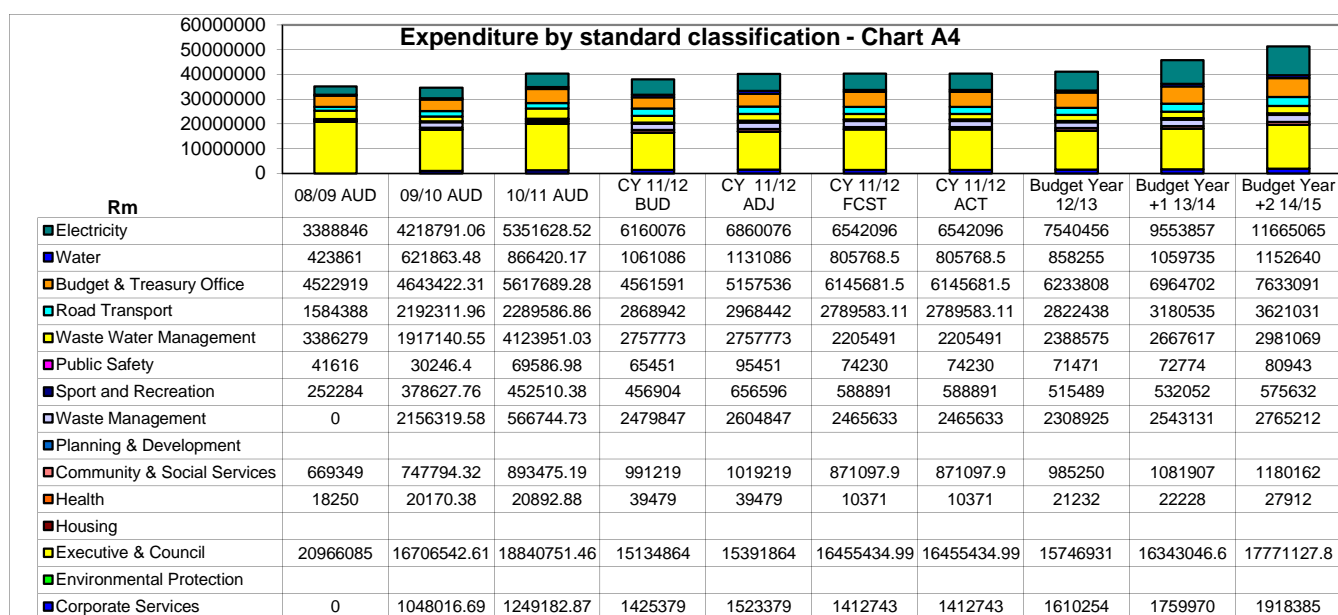 Expenditure by standard classification - Chart A4
60000000
50000000
40000000
30000000
20000000
10000000
0
Rm 08/09 AUD 09/10 AUD 10/11 AUD CY 11/12 BUD CY 11/12 ADJ CY 11/12 FCST CY 11/12 ACT Budget Year 12/13 Budget Year +1 13/14 Budget Year +2 14/15
Electricity 3388846 4218791.06 5351628.52 6160076 6860076 6542096 6542096 7540456 9553857 11665065
Water 423861 621863.48 866420.17 1061086 1131086 805768.5 805768.5 858255 1059735 1152640
Budget & Treasury Office 4522919 4643422.31 5617689.28 4561591 5157536 6145681.5 6145681.5 6233808 6964702 7633091
Road Transport 1584388 2192311.96 2289586.86 2868942 2968442 2789583.11 2789583.11 2822438 3180535 3621031
Waste Water Management 3386279 1917140.55 4123951.03 2757773 2757773 2205491 2205491 2388575 2667617 2981069
Public Safety 41616 30246.4 69586.98 65451 95451 74230 74230 71471 72774 80943
Sport and Recreation 252284 378627.76 452510.38 456904 656596 588891 588891 515489 532052 575632
Waste Management 0 2156319.58 566744.73 2479847 2604847 2465633 2465633 2308925 2543131 2765212
Planning & Development
Community & Social Services 669349 747794.32 893475.19 991219 1019219 871097.9 871097.9 985250 1081907 1180162
Health 18250 20170.38 20892.88 39479 39479 10371 10371 21232 22228 27912
Housing
Executive & Council 20966085 16706542.61 18840751.46 15134864 15391864 16455434.99 16455434.99 15746931 16343046.6 17771127.8
Environmental Protection
Corporate Services 0 1048016.69 1249182.87 1425379 1523379 1412743 1412743 1610254 1759970 1918385